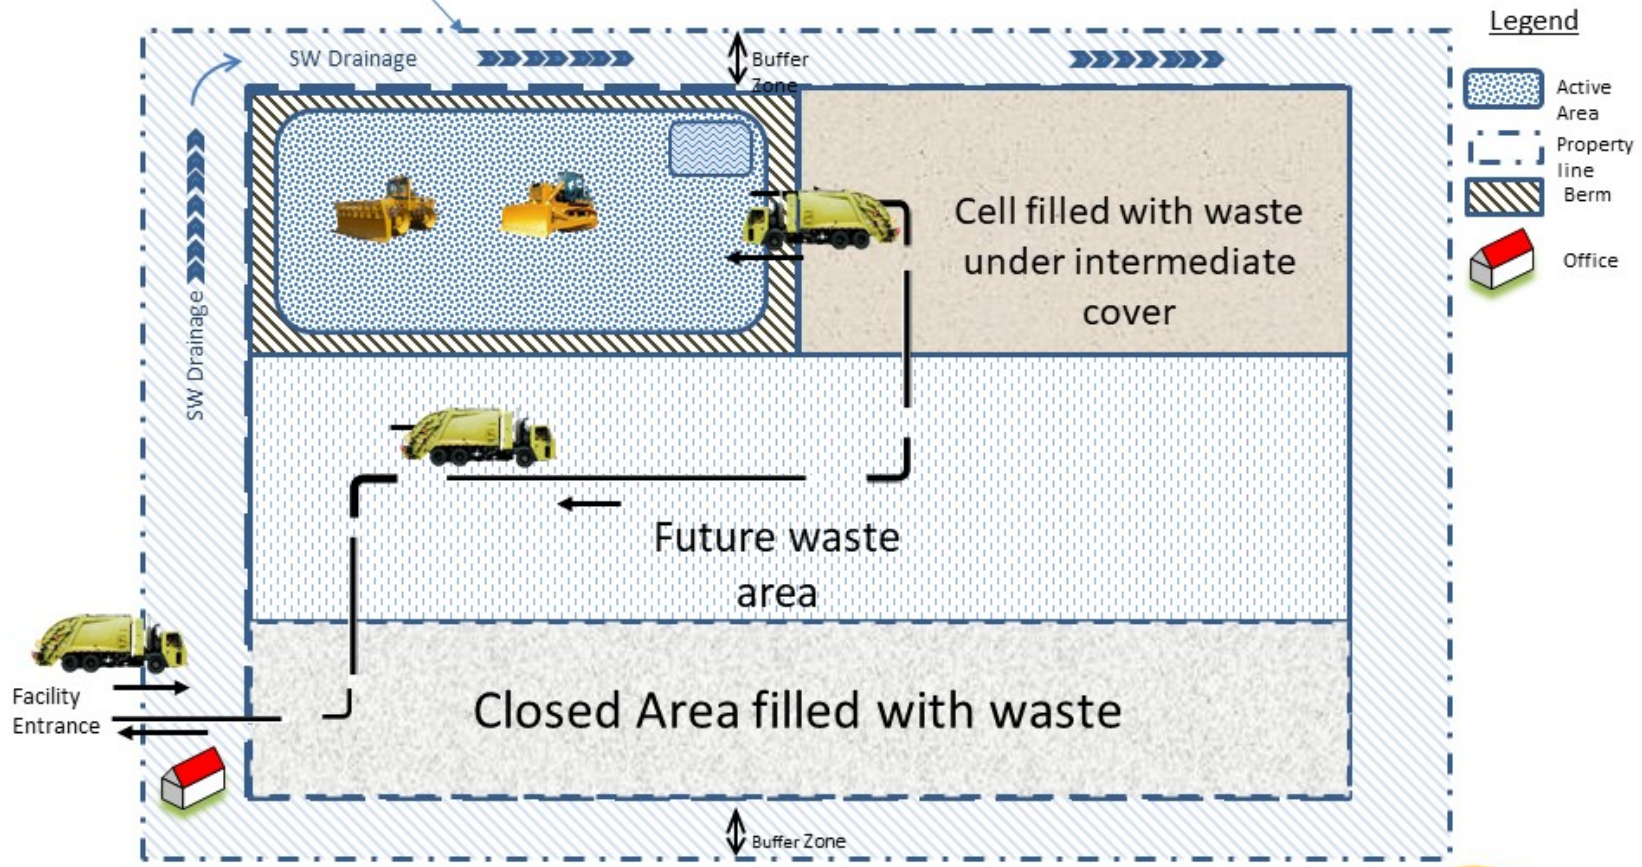 Legend
SW Drainage
Buffer
Zone
Active
Area
Property
line
Berm
Office
Cell filled with waste
under intermediate
cover
SW Drainage
Future waste
area
Facility
Entrance
Closed Area filled with waste
Buffer Zone